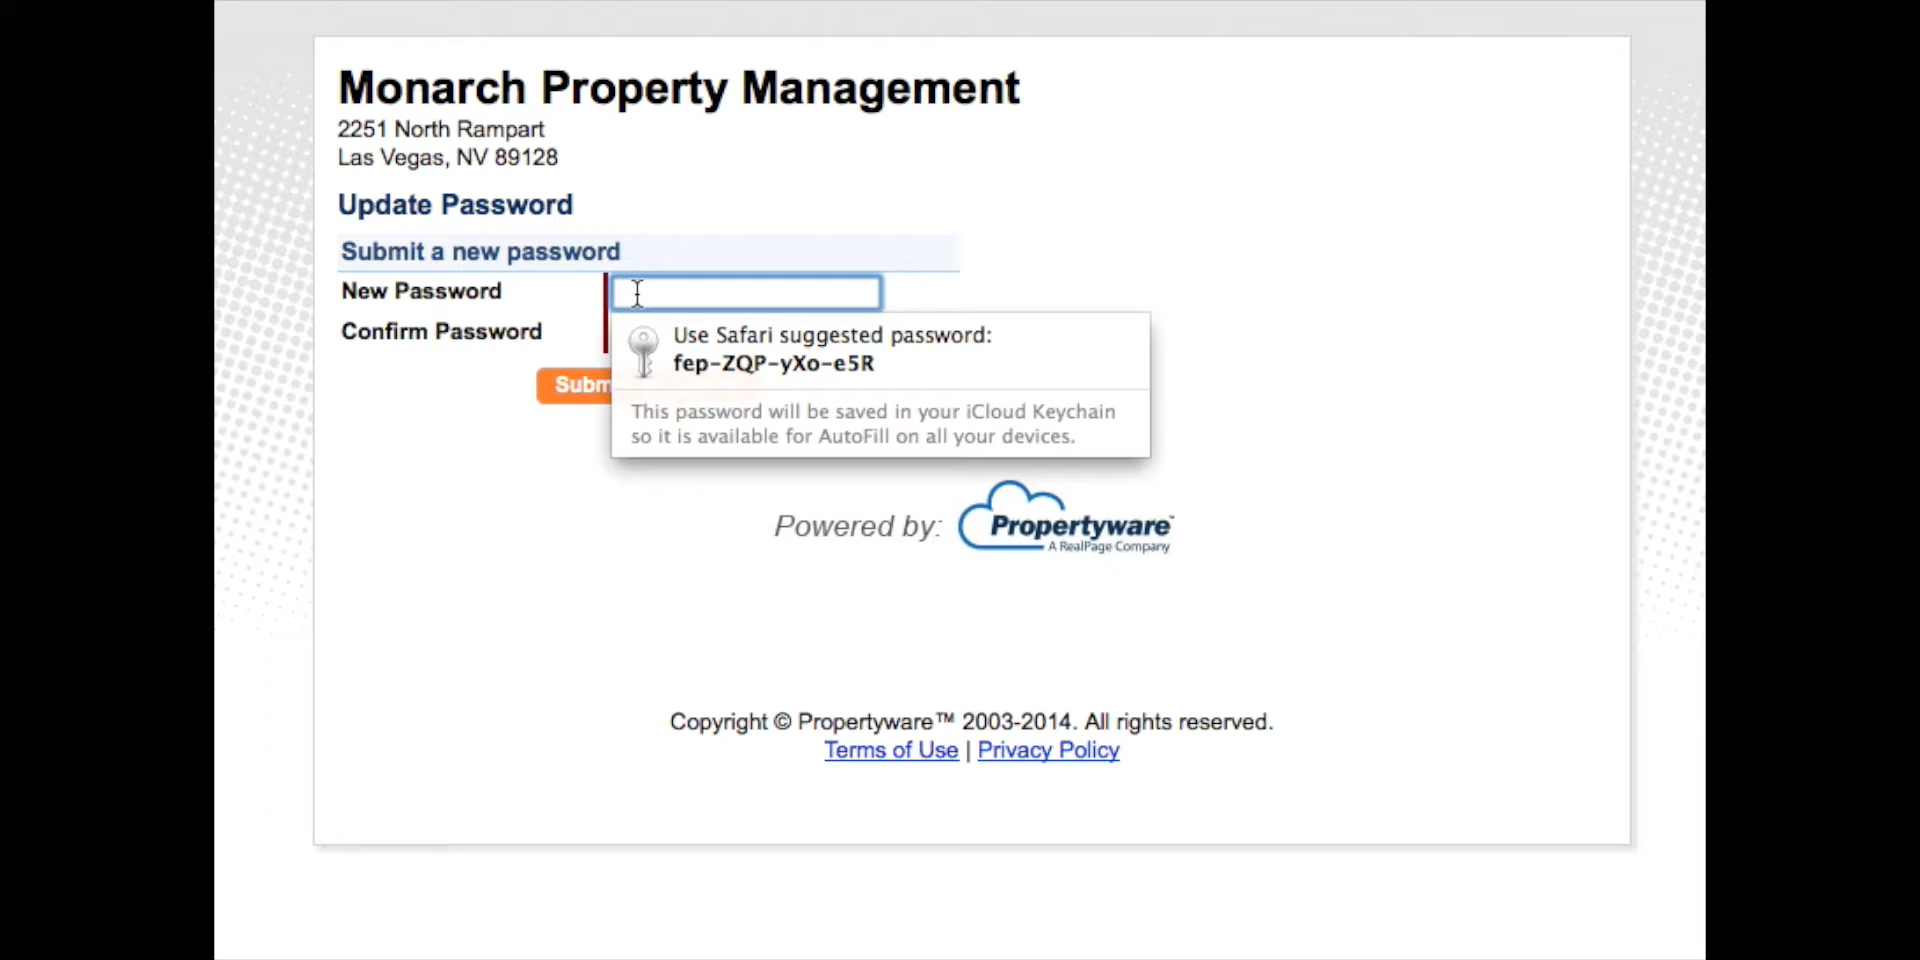 Monarch Property Management
2251 North Rampart
Las Vegas, NV 89128
Update Password
Submit a new password
New Password
Use Safari suggested password:
fep-ZQP-yXo-e5R
Confirm Password
Subm
This password will be saved in your iCloud Keychain
so it is available for AutoFill on all your devices.
Powered by: Propertyware™
A RealPage Company
Copyright © Propertyware™ 2003-2014. All rights reserved.
Terms of Use | Privacy Policy